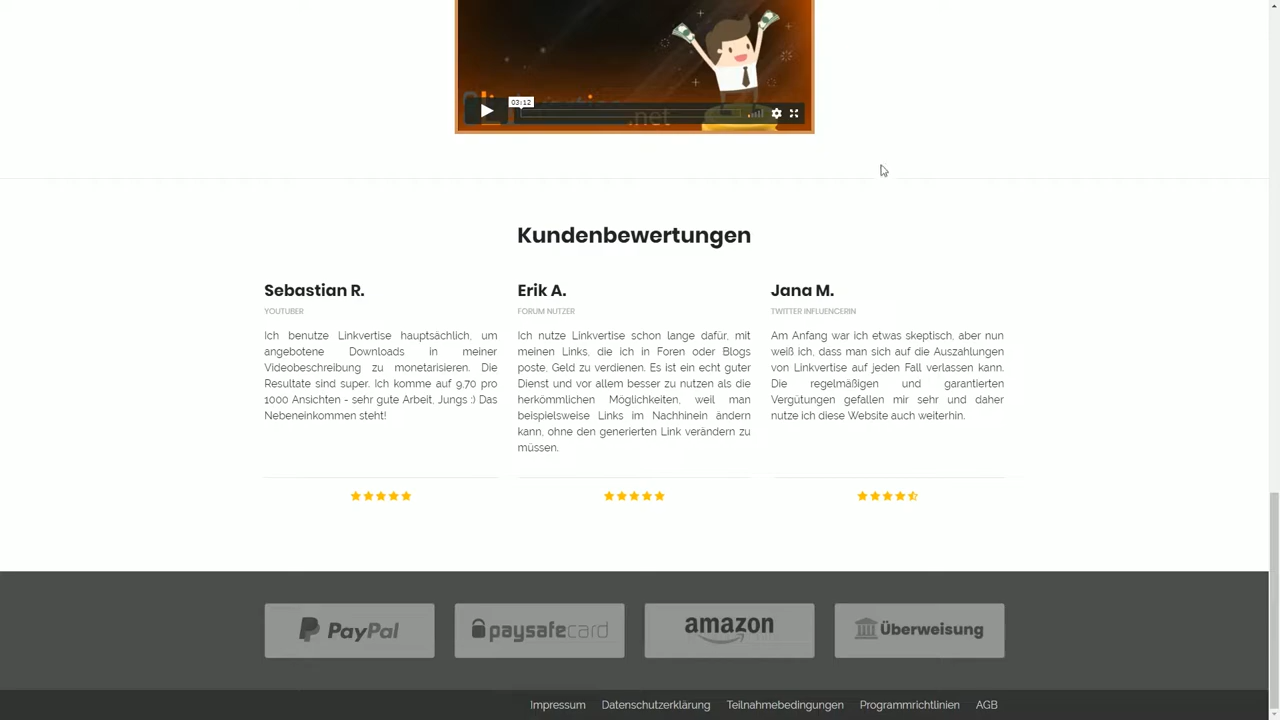 03:12
.net
Kundenbewertungen
Sebastian R.
YOUTUBER
Ich benutze Linkvertise hauptsächlich, um
angebotene Downloads in meiner
Videobeschreibung zu monetarisieren. Die
Resultate sind super. Ich komme auf 9,70 pro
1000 Ansichten - sehr gute Arbeit, Jungs :) Das
Nebeneinkommen steht!
Erik A.
FORUM NUTZER
Ich nutze Linkvertise schon lange dafür, mit
meinen Links, die ich in Foren oder Blogs
poste, Geld zu verdienen. Es ist ein echt guter
Dienst und vor allem besser zu nutzen als die
herkömmlichen Möglichkeiten, weil man
beispielsweise Links im Nachhinein ändern
kann, ohne den generierten Link verändern zu
müssen.
Jana M.
TWITTER INFLUENCERIN
Am Anfang war ich etwas skeptisch, aber nun
weiß ich, dass man sich auf die Auszahlungen
von Linkvertise auf jeden Fall verlassen kann.
Die regelmäßigen und garantierten
Vergütungen gefallen mir sehr und daher
nutze ich diese Website auch weiterhin.
PayPal
paysafecard
amazon
Überweisung
Impressum Datenschutzerklärung Teilnahmebedingungen Programmrichtlinien AGB